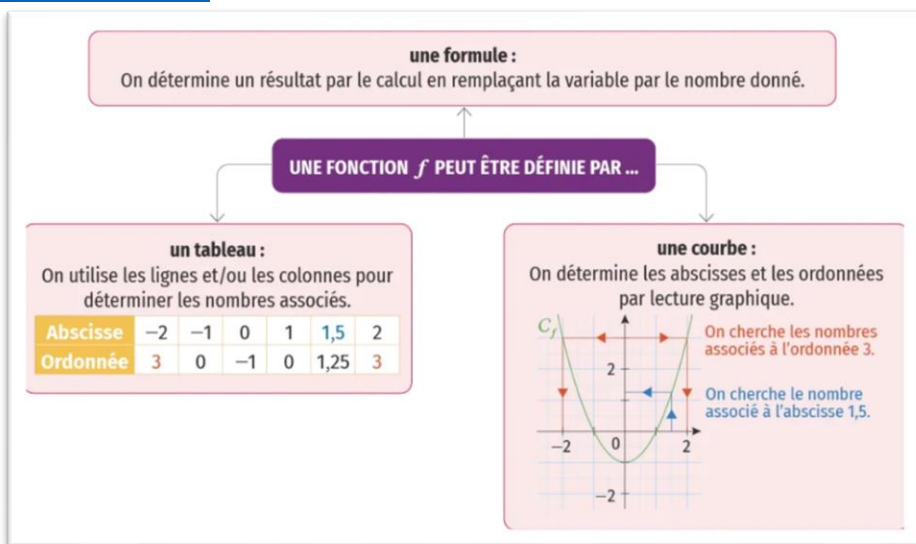 une formule :
On détermine un résultat par le calcul en remplaçant la variable par le nombre donné.
UNE FONCTION f PEUT ÊTRE DÉFINIE PAR ...
un tableau :
On utilise les lignes et/ou les colonnes pour
déterminer les nombres associés.
Abscisse −2 −1 0 1 1,5 2
Ordonnée 3 0 −1 0 1,25 3
une courbe :
On détermine les abscisses et les ordonnées
par lecture graphique.
C_f
On cherche les nombres
associés à l'ordonnée 3.
2
On cherche le nombre
associé à l'abscisse 1,5.
−2 0 2
−2